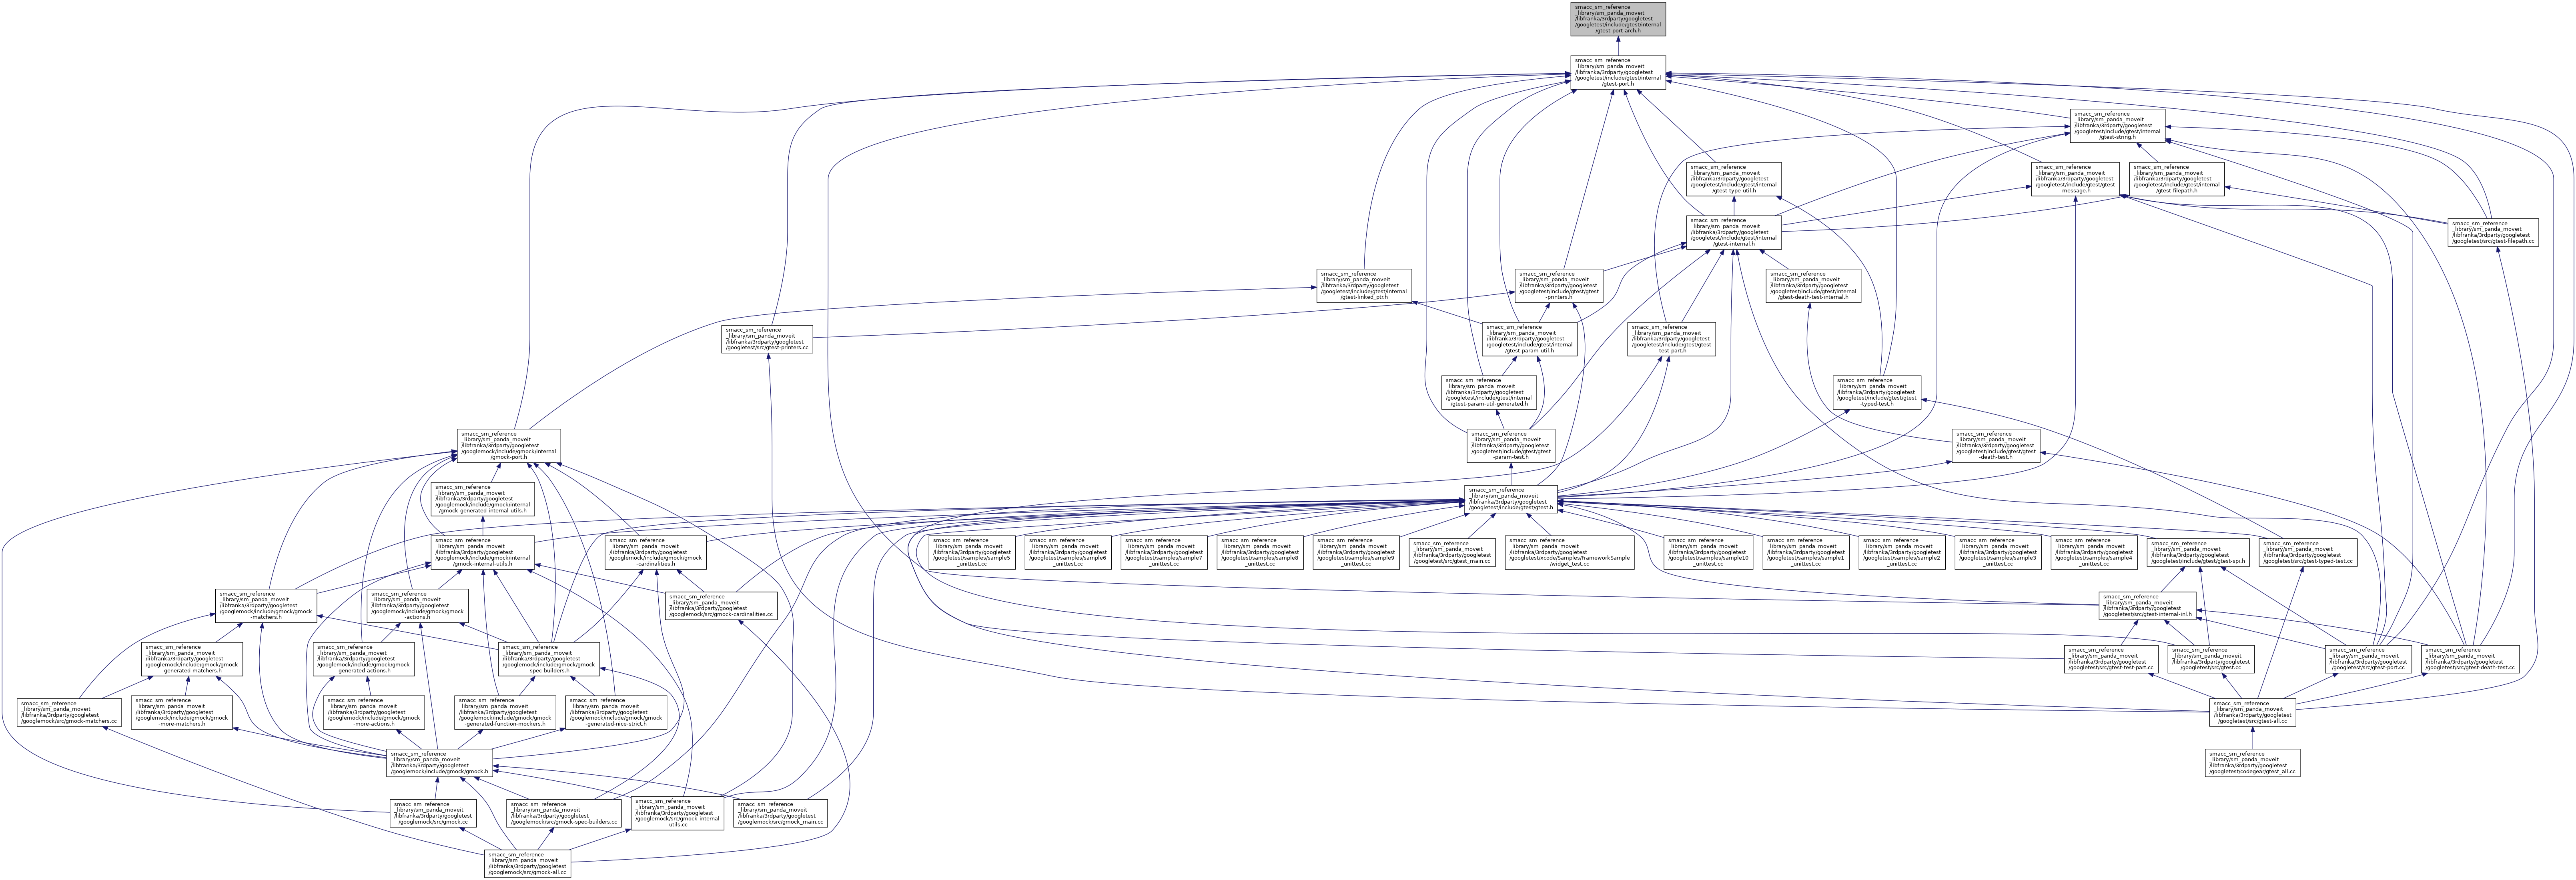 smacc_sm_reference
_library/sm_panda_moveit
/libfranka/3rdparty/googletest
/googletest/include/gtest/internal
/gtest-port-arch.h
smacc_sm_reference
_library/sm_panda_moveit
/libfranka/3rdparty/googletest
/googletest/include/gtest/internal
/gtest-port.h
smacc_sm_reference
_library/sm_panda_moveit
/libfranka/3rdparty/googletest
/googletest/include/gtest/internal
/gtest-string.h
smacc_sm_reference
_library/sm_panda_moveit
/libfranka/3rdparty/googletest
/googletest/include/gtest/internal
/gtest-type-util.h
smacc_sm_reference
_library/sm_panda_moveit
/libfranka/3rdparty/googletest
/googletest/include/gtest/gtest
-message.h
smacc_sm_reference
_library/sm_panda_moveit
/libfranka/3rdparty/googletest
/googletest/include/gtest/internal
/gtest-filepath.h
smacc_sm_reference
_library/sm_panda_moveit
/libfranka/3rdparty/googletest
/googletest/include/gtest/internal
/gtest-internal.h
smacc_sm_reference
_library/sm_panda_moveit
/libfranka/3rdparty/googletest
/googletest/src/gtest-filepath.cc
smacc_sm_reference
_library/sm_panda_moveit
/libfranka/3rdparty/googletest
/googletest/include/gtest/internal
/gtest-linked_ptr.h
smacc_sm_reference
_library/sm_panda_moveit
/libfranka/3rdparty/googletest
/googletest/include/gtest/gtest
-printers.h
smacc_sm_reference
_library/sm_panda_moveit
/libfranka/3rdparty/googletest
/googletest/include/gtest/internal
/gtest-death-test-internal.h
smacc_sm_reference
_library/sm_panda_moveit
/libfranka/3rdparty/googletest
/googletest/src/gtest-printers.cc
smacc_sm_reference
_library/sm_panda_moveit
/libfranka/3rdparty/googletest
/googletest/include/gtest/internal
/gtest-param-util.h
smacc_sm_reference
_library/sm_panda_moveit
/libfranka/3rdparty/googletest
/googletest/include/gtest/gtest
-test-part.h
smacc_sm_reference
_library/sm_panda_moveit
/libfranka/3rdparty/googletest
/googletest/include/gtest/internal
/gtest-param-util-generated.h
smacc_sm_reference
_library/sm_panda_moveit
/libfranka/3rdparty/googletest
/googletest/include/gtest/gtest
-typed-test.h
smacc_sm_reference
_library/sm_panda_moveit
/libfranka/3rdparty/googletest
/googlemock/include/gmock/internal
/gmock-port.h
smacc_sm_reference
_library/sm_panda_moveit
/libfranka/3rdparty/googletest
/googletest/include/gtest/gtest
-param-test.h
smacc_sm_reference
_library/sm_panda_moveit
/libfranka/3rdparty/googletest
/googletest/include/gtest/gtest
-death-test.h
smacc_sm_reference
_library/sm_panda_moveit
/libfranka/3rdparty/googletest
/googlemock/include/gmock/internal
/gmock-generated-internal-utils.h
smacc_sm_reference
_library/sm_panda_moveit
/libfranka/3rdparty/googletest
/googletest/include/gtest/gtest.h
smacc_sm_reference
_library/sm_panda_moveit
/libfranka/3rdparty/googletest
/googlemock/include/gmock/internal
/gmock-internal-utils.h
smacc_sm_reference
_library/sm_panda_moveit
/libfranka/3rdparty/googletest
/googlemock/include/gmock/gmock
-cardinalities.h
smacc_sm_reference
_library/sm_panda_moveit
/libfranka/3rdparty/googletest
/googletest/samples/sample5
_unittest.cc
smacc_sm_reference
_library/sm_panda_moveit
/libfranka/3rdparty/googletest
/googletest/samples/sample6
_unittest.cc
smacc_sm_reference
_library/sm_panda_moveit
/libfranka/3rdparty/googletest
/googletest/samples/sample7
_unittest.cc
smacc_sm_reference
_library/sm_panda_moveit
/libfranka/3rdparty/googletest
/googletest/samples/sample8
_unittest.cc
smacc_sm_reference
_library/sm_panda_moveit
/libfranka/3rdparty/googletest
/googletest/samples/sample9
_unittest.cc
smacc_sm_reference
_library/sm_panda_moveit
/libfranka/3rdparty/googletest
/googletest/src/gtest_main.cc
smacc_sm_reference
_library/sm_panda_moveit
/libfranka/3rdparty/googletest
/googletest/xcode/Samples/FrameworkSample
/widget_test.cc
smacc_sm_reference
_library/sm_panda_moveit
/libfranka/3rdparty/googletest
/googletest/samples/sample10
_unittest.cc
smacc_sm_reference
_library/sm_panda_moveit
/libfranka/3rdparty/googletest
/googletest/samples/sample1
_unittest.cc
smacc_sm_reference
_library/sm_panda_moveit
/libfranka/3rdparty/googletest
/googletest/samples/sample2
_unittest.cc
smacc_sm_reference
_library/sm_panda_moveit
/libfranka/3rdparty/googletest
/googletest/samples/sample3
_unittest.cc
smacc_sm_reference
_library/sm_panda_moveit
/libfranka/3rdparty/googletest
/googletest/samples/sample4
_unittest.cc
smacc_sm_reference
_library/sm_panda_moveit
/libfranka/3rdparty/googletest
/googletest/include/gtest/gtest-spi.h
smacc_sm_reference
_library/sm_panda_moveit
/libfranka/3rdparty/googletest
/googletest/src/gtest-typed-test.cc
smacc_sm_reference
_library/sm_panda_moveit
/libfranka/3rdparty/googletest
/googlemock/include/gmock/gmock
-matchers.h
smacc_sm_reference
_library/sm_panda_moveit
/libfranka/3rdparty/googletest
/googlemock/include/gmock/gmock
-actions.h
smacc_sm_reference
_library/sm_panda_moveit
/libfranka/3rdparty/googletest
/googlemock/src/gmock-cardinalities.cc
smacc_sm_reference
_library/sm_panda_moveit
/libfranka/3rdparty/googletest
/googletest/src/gtest-internal-inl.h
smacc_sm_reference
_library/sm_panda_moveit
/libfranka/3rdparty/googletest
/googlemock/include/gmock/gmock
-generated-matchers.h
smacc_sm_reference
_library/sm_panda_moveit
/libfranka/3rdparty/googletest
/googlemock/include/gmock/gmock
-generated-actions.h
smacc_sm_reference
_library/sm_panda_moveit
/libfranka/3rdparty/googletest
/googlemock/include/gmock/gmock
-spec-builders.h
smacc_sm_reference
_library/sm_panda_moveit
/libfranka/3rdparty/googletest
/googletest/src/gtest-test-part.cc
smacc_sm_reference
_library/sm_panda_moveit
/libfranka/3rdparty/googletest
/googletest/src/gtest.cc
smacc_sm_reference
_library/sm_panda_moveit
/libfranka/3rdparty/googletest
/googletest/src/gtest-port.cc
smacc_sm_reference
_library/sm_panda_moveit
/libfranka/3rdparty/googletest
/googletest/src/gtest-death-test.cc
smacc_sm_reference
_library/sm_panda_moveit
/libfranka/3rdparty/googletest
/googlemock/src/gmock-matchers.cc
smacc_sm_reference
_library/sm_panda_moveit
/libfranka/3rdparty/googletest
/googlemock/include/gmock/gmock
-more-matchers.h
smacc_sm_reference
_library/sm_panda_moveit
/libfranka/3rdparty/googletest
/googlemock/include/gmock/gmock
-more-actions.h
smacc_sm_reference
_library/sm_panda_moveit
/libfranka/3rdparty/googletest
/googlemock/include/gmock/gmock
-generated-function-mockers.h
smacc_sm_reference
_library/sm_panda_moveit
/libfranka/3rdparty/googletest
/googlemock/include/gmock/gmock
-generated-nice-strict.h
smacc_sm_reference
_library/sm_panda_moveit
/libfranka/3rdparty/googletest
/googletest/src/gtest-all.cc
smacc_sm_reference
_library/sm_panda_moveit
/libfranka/3rdparty/googletest
/googlemock/include/gmock/gmock.h
smacc_sm_reference
_library/sm_panda_moveit
/libfranka/3rdparty/googletest
/googletest/codegear/gtest_all.cc
smacc_sm_reference
_library/sm_panda_moveit
/libfranka/3rdparty/googletest
/googlemock/src/gmock.cc
smacc_sm_reference
_library/sm_panda_moveit
/libfranka/3rdparty/googletest
/googlemock/src/gmock-spec-builders.cc
smacc_sm_reference
_library/sm_panda_moveit
/libfranka/3rdparty/googletest
/googlemock/src/gmock-internal
-utils.cc
smacc_sm_reference
_library/sm_panda_moveit
/libfranka/3rdparty/googletest
/googlemock/src/gmock_main.cc
smacc_sm_reference
_library/sm_panda_moveit
/libfranka/3rdparty/googletest
/googlemock/src/gmock-all.cc